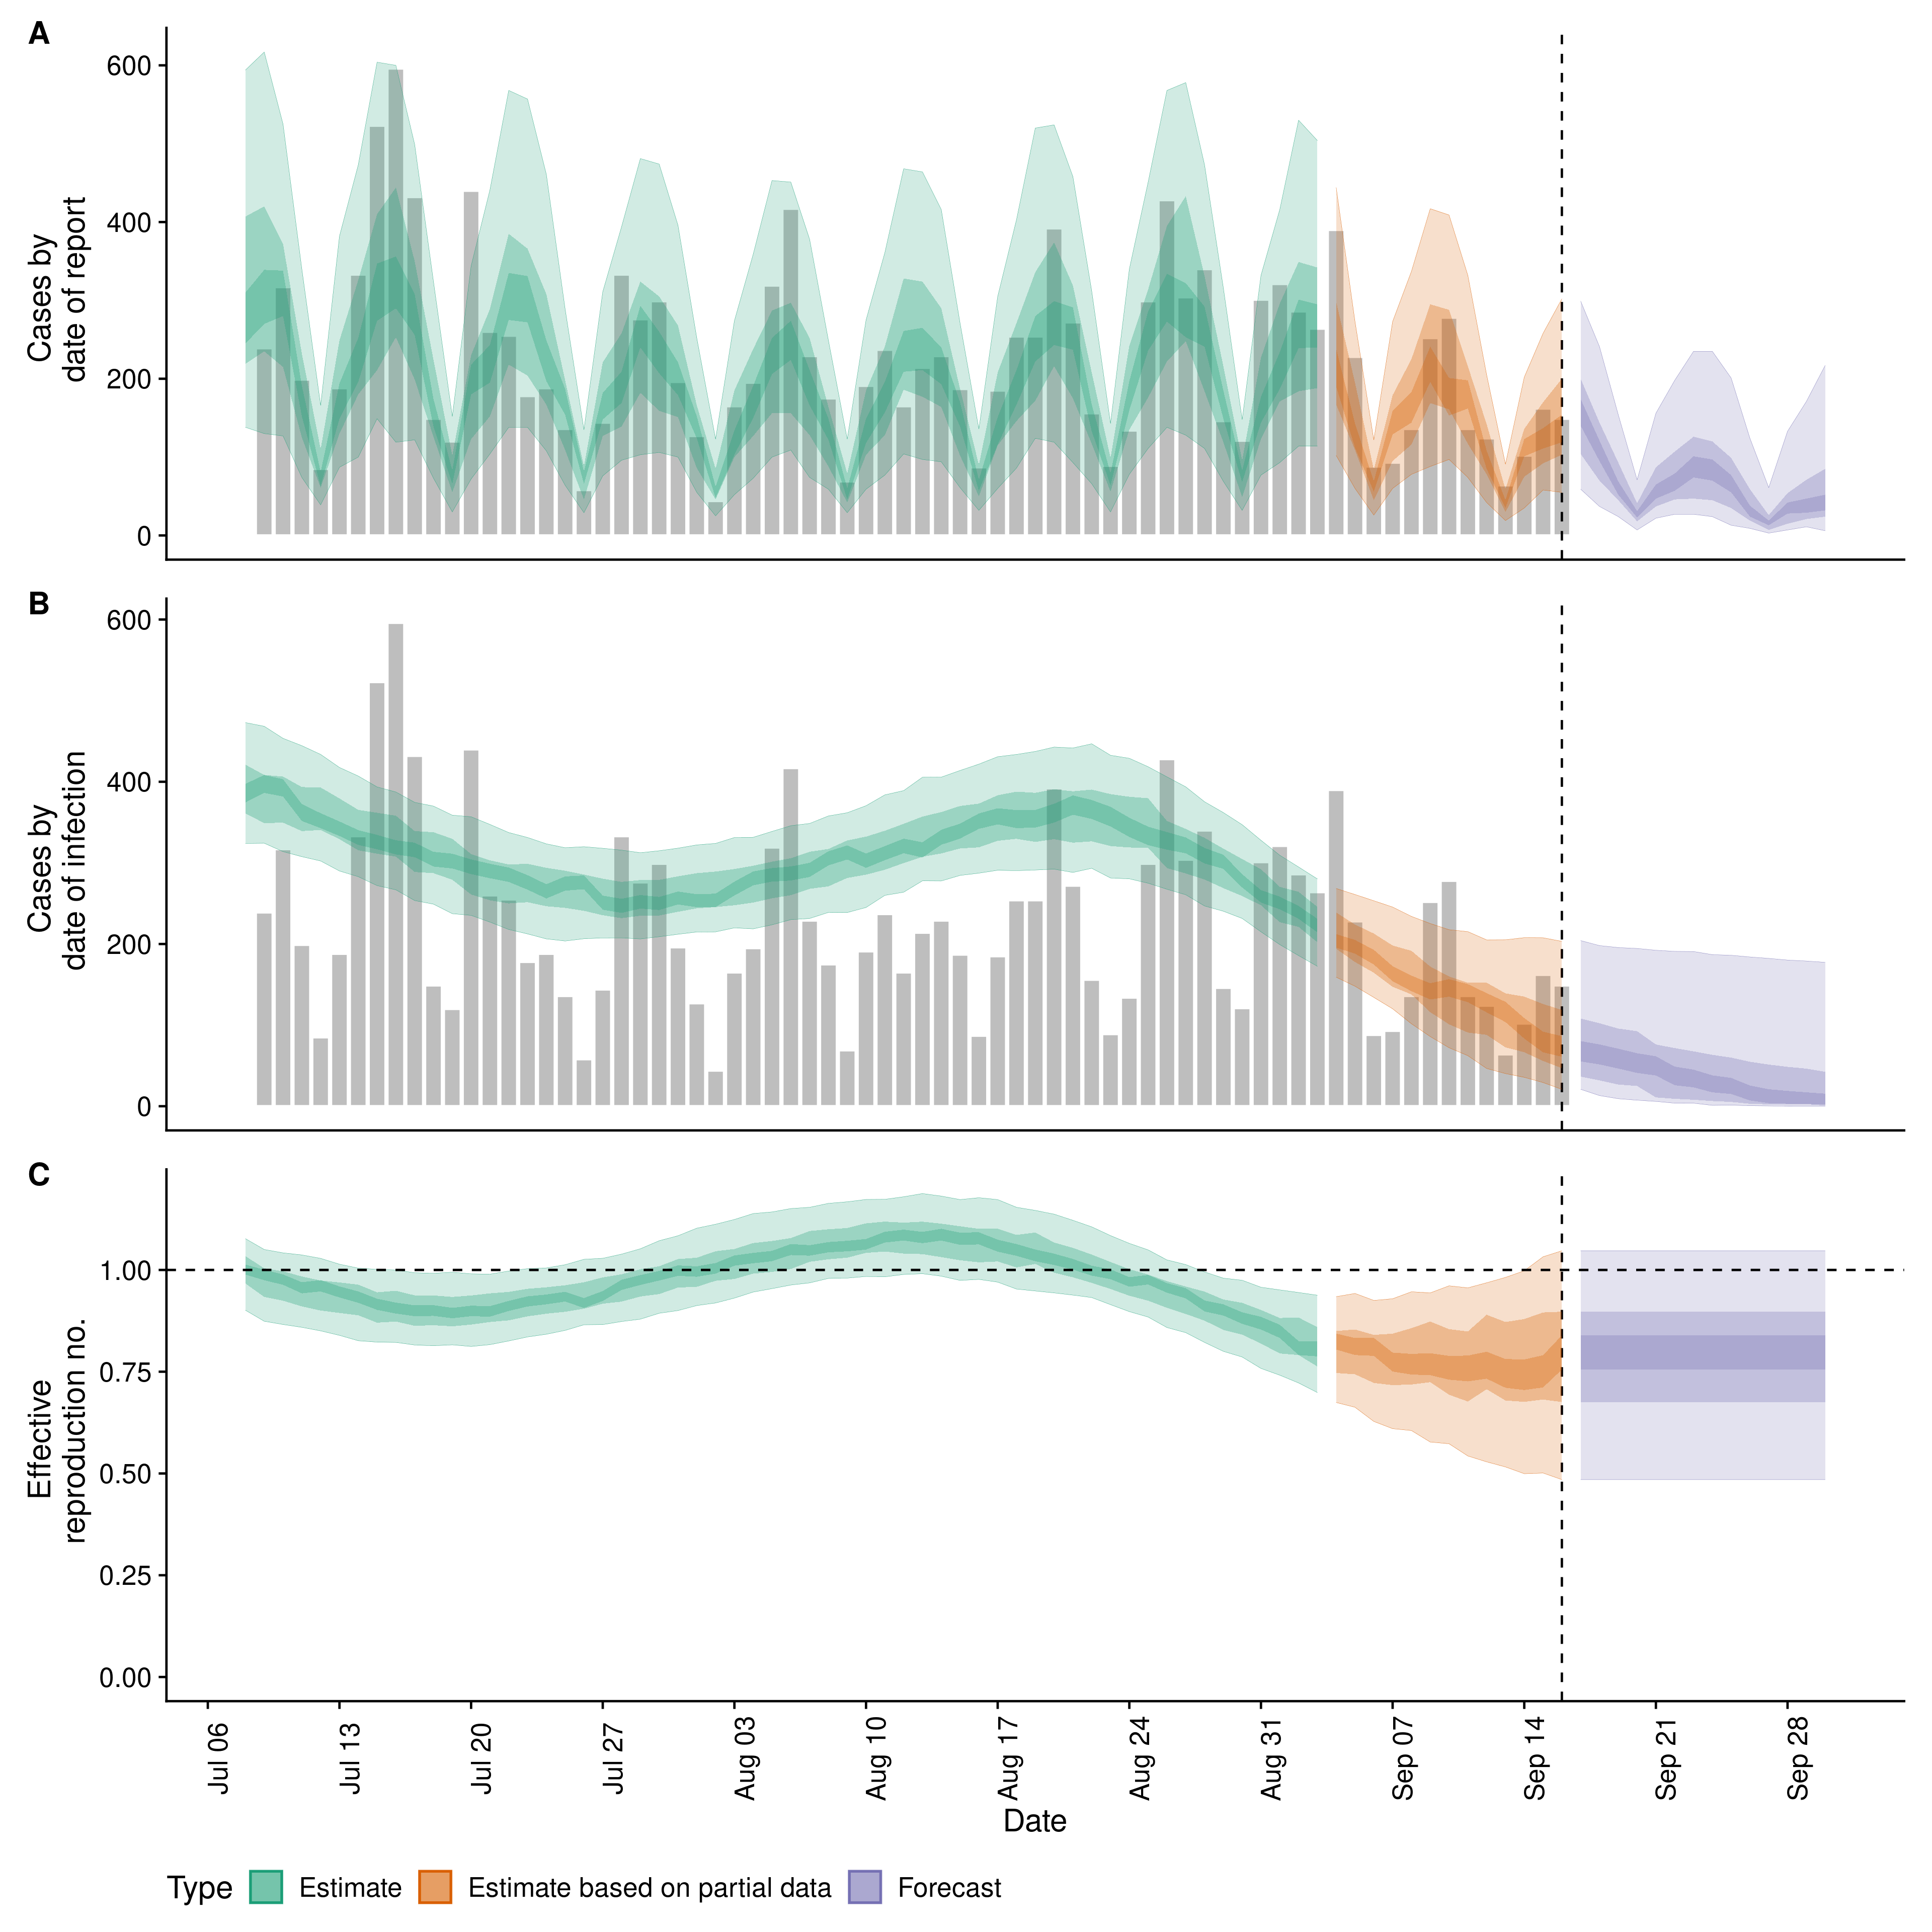 A
600
400
200
0
Cases by
date of report
B
600
400
200
0
Cases by
date of infection
C
1.00
0.75
0.50
0.25
0.00
Effective
reproduction no.
Jul 06
Jul 13
Jul 20
Jul 27
Aug 03
Aug 10
Aug 17
Aug 24
Aug 31
Sep 07
Sep 14
Sep 21
Sep 28
Date
Type Estimate Estimate based on partial data Forecast